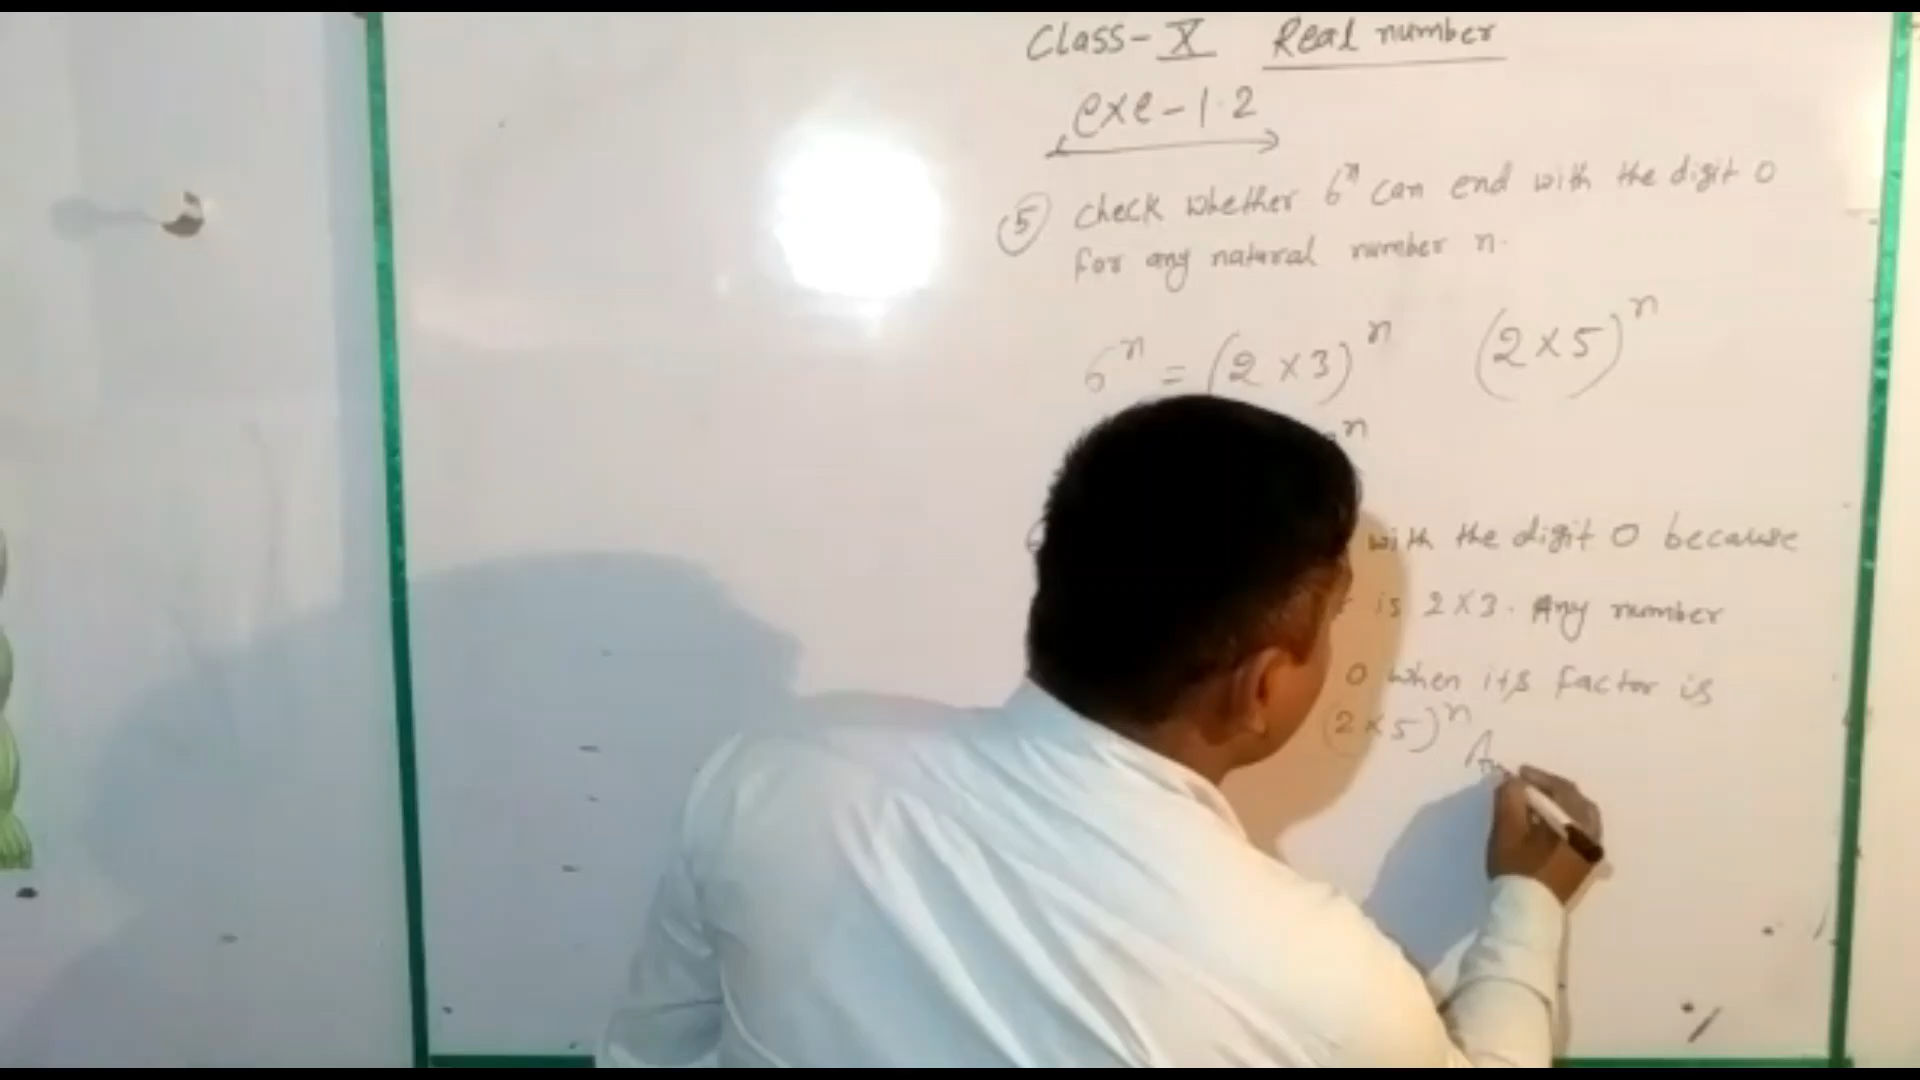 Class-X Real number
exe-1.2
5 Check whether 6ⁿ can end with the digit 0
for any natural number n.
6ⁿ = (2×3)ⁿ (2×5)ⁿ
n
with the digit 0 because
is 2×3. Any number
0 when its factor is
(2×5)ⁿ